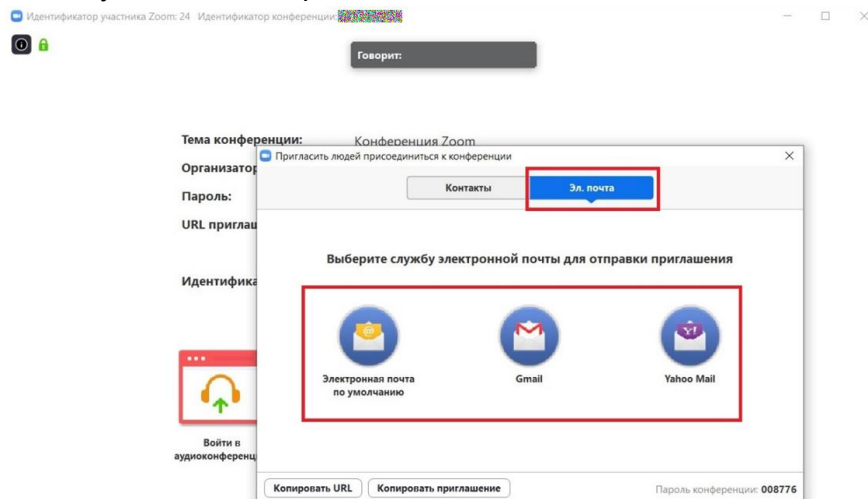 Идентификатор участника Zoom: 24 Идентификатор конференции:
Говорит:
Тема конференции: Конференция Zoom
Пригласить людей присоединиться к конференции
Организатор
Контакты Эл. почта
Пароль:
URL приглаш
Выберите службу электронной почты для отправки приглашения
Идентифика
Электронная почта
по умолчанию
Gmail
Yahoo Mail
Войти в
аудиоконференц
Копировать URL Копировать приглашение Пароль конференции: 008776